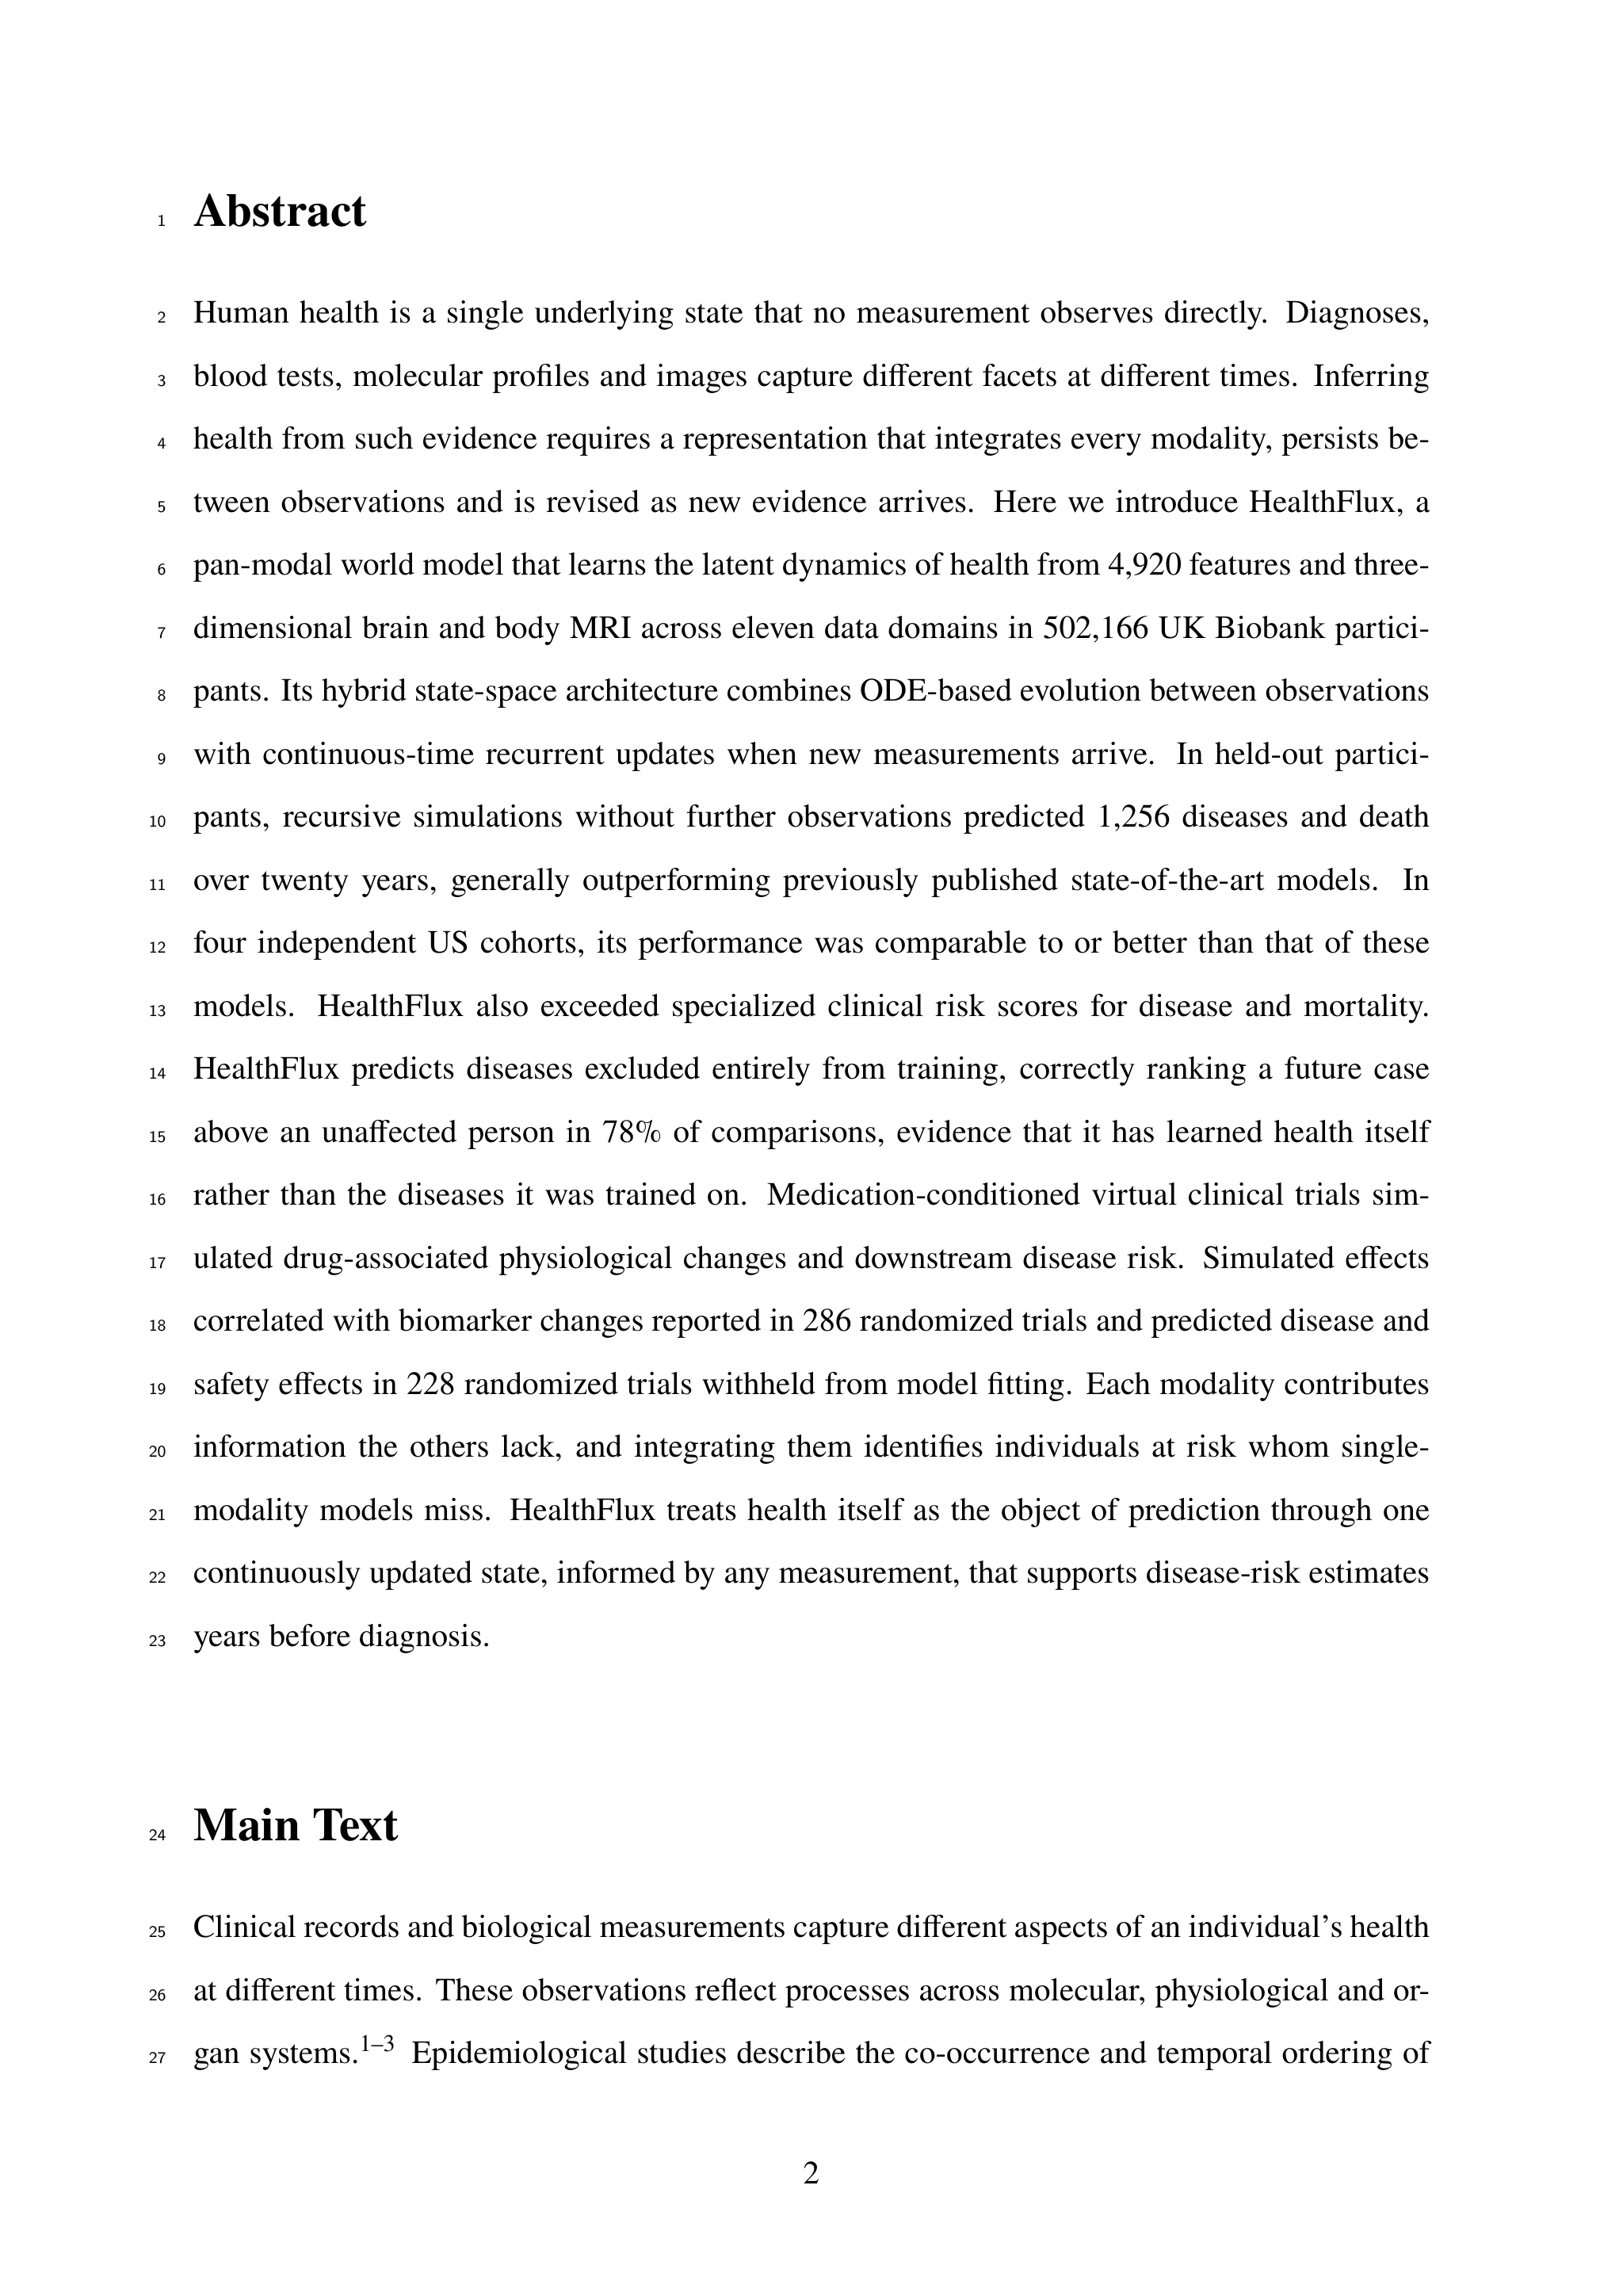 1 Abstract
2 Human health is a single underlying state that no measurement observes directly. Diagnoses,
3 blood tests, molecular profiles and images capture different facets at different times. Inferring
4 health from such evidence requires a representation that integrates every modality, persists be-
5 tween observations and is revised as new evidence arrives. Here we introduce HealthFlux, a
6 pan-modal world model that learns the latent dynamics of health from 4,920 features and three-
7 dimensional brain and body MRI across eleven data domains in 502,166 UK Biobank partici-
8 pants. Its hybrid state-space architecture combines ODE-based evolution between observations
9 with continuous-time recurrent updates when new measurements arrive. In held-out partici-
10 pants, recursive simulations without further observations predicted 1,256 diseases and death
11 over twenty years, generally outperforming previously published state-of-the-art models. In
12 four independent US cohorts, its performance was comparable to or better than that of these
13 models. HealthFlux also exceeded specialized clinical risk scores for disease and mortality.
14 HealthFlux predicts diseases excluded entirely from training, correctly ranking a future case
15 above an unaffected person in 78% of comparisons, evidence that it has learned health itself
16 rather than the diseases it was trained on. Medication-conditioned virtual clinical trials sim-
17 ulated drug-associated physiological changes and downstream disease risk. Simulated effects
18 correlated with biomarker changes reported in 286 randomized trials and predicted disease and
19 safety effects in 228 randomized trials withheld from model fitting. Each modality contributes
20 information the others lack, and integrating them identifies individuals at risk whom single-
21 modality models miss. HealthFlux treats health itself as the object of prediction through one
22 continuously updated state, informed by any measurement, that supports disease-risk estimates
23 years before diagnosis.
24 Main Text
25 Clinical records and biological measurements capture different aspects of an individual's health
26 at different times. These observations reflect processes across molecular, physiological and or-
27 gan systems.1–3 Epidemiological studies describe the co-occurrence and temporal ordering of
2